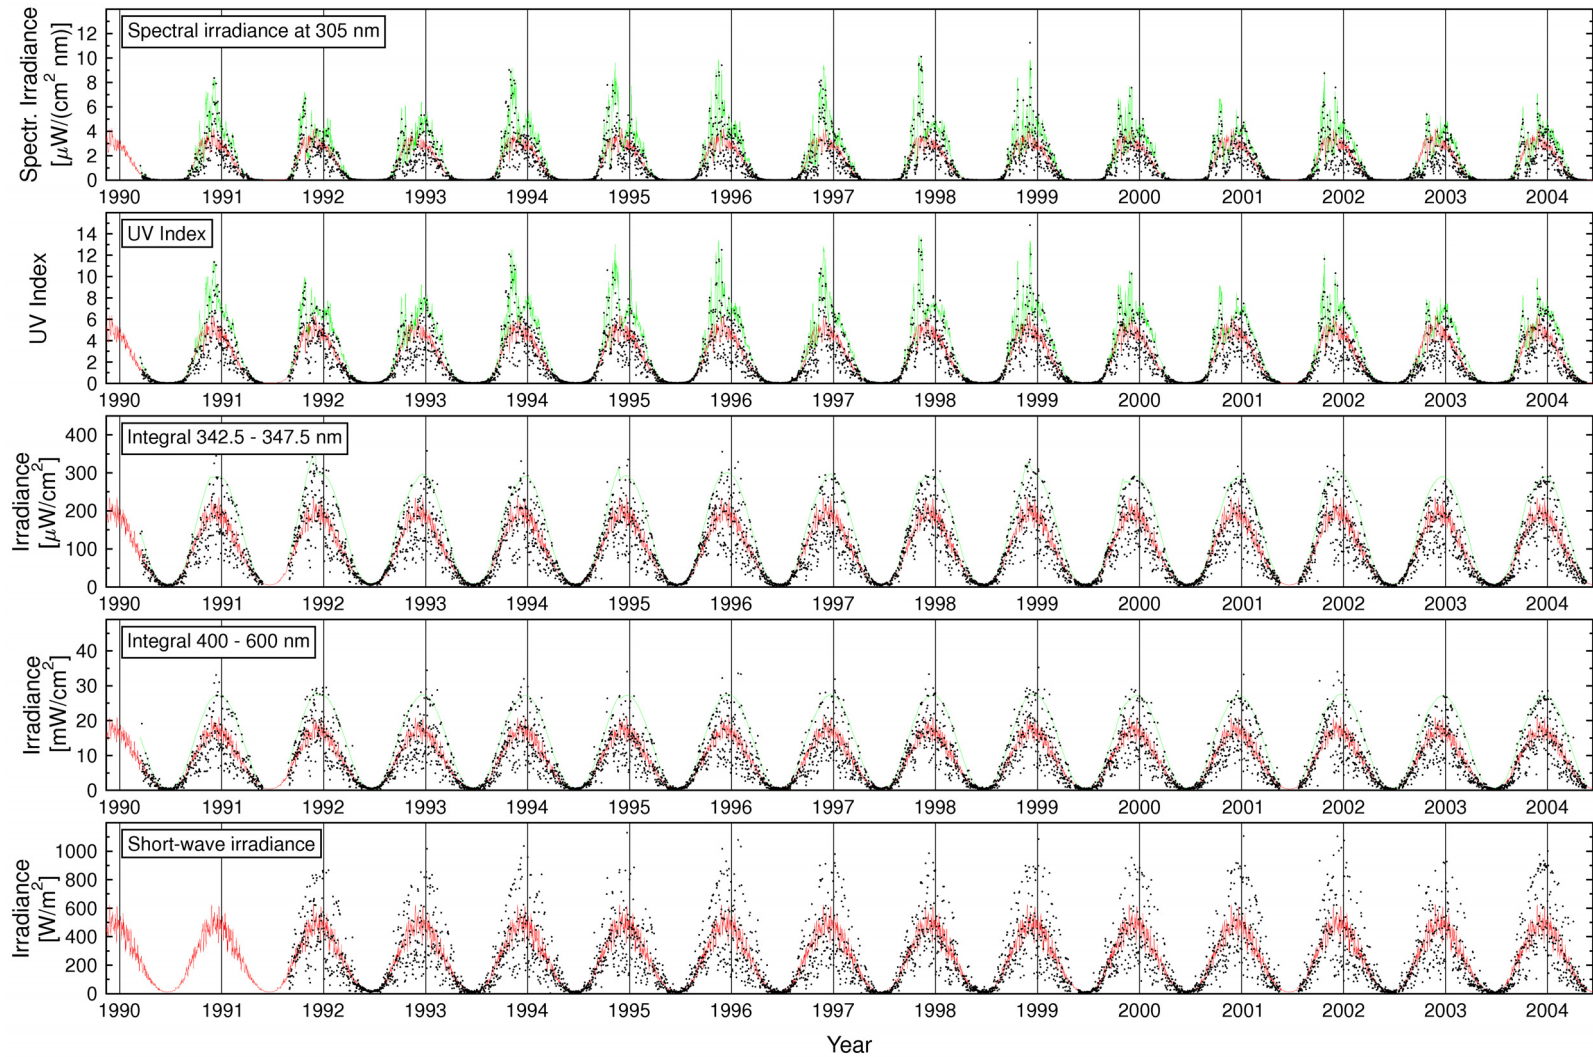 Spectr. Irradiance
[μW/(cm² nm)]
14
12
10
8
6
4
2
0
Spectral irradiance at 305 nm
1990 1991 1992 1993 1994 1995 1996 1997 1998 1999 2000 2001 2002 2003 2004
UV Index
14
12
10
8
6
4
2
0
UV Index
1990 1991 1992 1993 1994 1995 1996 1997 1998 1999 2000 2001 2002 2003 2004
Irradiance
[μW/cm²]
400
300
200
100
0
Integral 342.5 - 347.5 nm
1990 1991 1992 1993 1994 1995 1996 1997 1998 1999 2000 2001 2002 2003 2004
Irradiance
[mW/cm²]
40
30
20
10
0
Integral 400 - 600 nm
1990 1991 1992 1993 1994 1995 1996 1997 1998 1999 2000 2001 2002 2003 2004
Irradiance
[W/m²]
1000
800
600
400
200
0
Short-wave irradiance
1990 1991 1992 1993 1994 1995 1996 1997 1998 1999 2000 2001 2002 2003 2004
Year